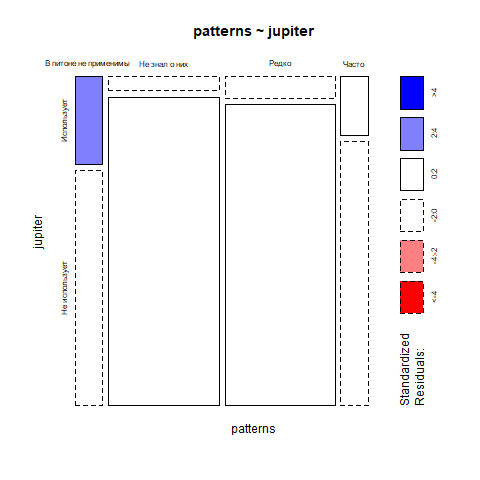 patterns ~ jupiter
В питоне не применимы
Не знал о них
Редко
Часто
Использует
Не использует
jupiter
patterns
>4
2:4
0:2
-2:0
-4:-2
<-4
Standardized
Residuals: